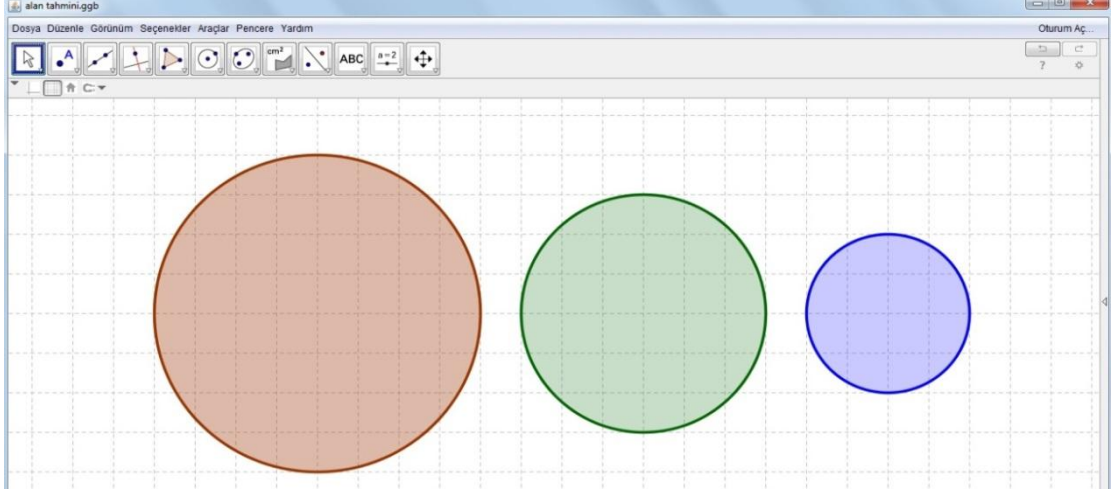 alan tahmini.ggb
Dosya Düzenle Görünüm Seçenekler Araçlar Pencere Yardım
Oturum Aç...
A
cm²
ABC
a=2
?